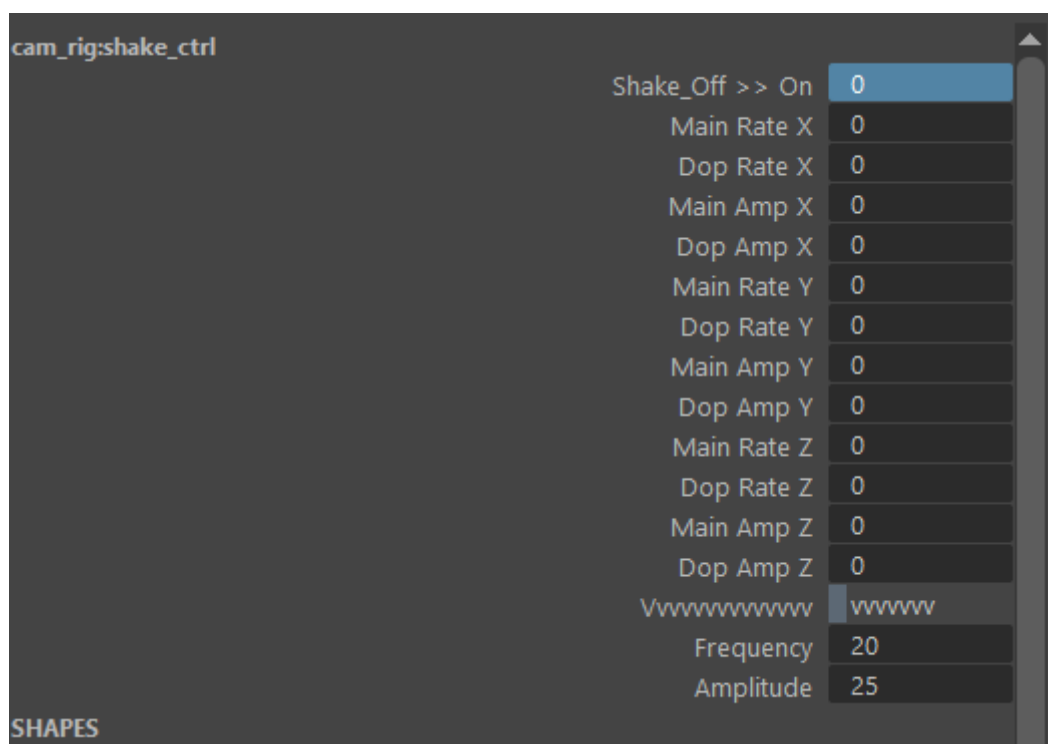 cam_rig:shake_ctrl
Shake_Off >> On 0
Main Rate X 0
Dop Rate X 0
Main Amp X 0
Dop Amp X 0
Main Rate Y 0
Dop Rate Y 0
Main Amp Y 0
Dop Amp Y 0
Main Rate Z 0
Dop Rate Z 0
Main Amp Z 0
Dop Amp Z 0
Vvvvvvvvvvvvvv vvvvvvv
Frequency 20
Amplitude 25
SHAPES